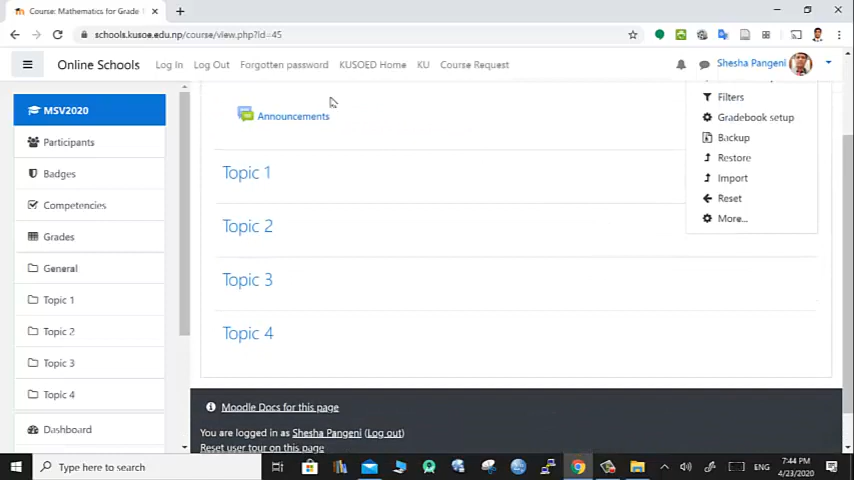 Course: Mathematics for Grade
schools.kusoe.edu.np/course/view.php?id=45
Online Schools
Log In
Log Out
Forgotten password
KUSOED Home
KU
Course Request
Shesha Pangeni
MSV2020
Participants
Badges
Competencies
Grades
General
Topic 1
Topic 2
Topic 3
Topic 4
Dashboard
Announcements
Topic 1
Topic 2
Topic 3
Topic 4
Filters
Gradebook setup
Backup
Restore
Import
Reset
More...
Moodle Docs for this page
You are logged in as Shesha Pangeni (Log out)
Reset user tour on this page
Type here to search
ENG
7:44 PM
4/23/2020